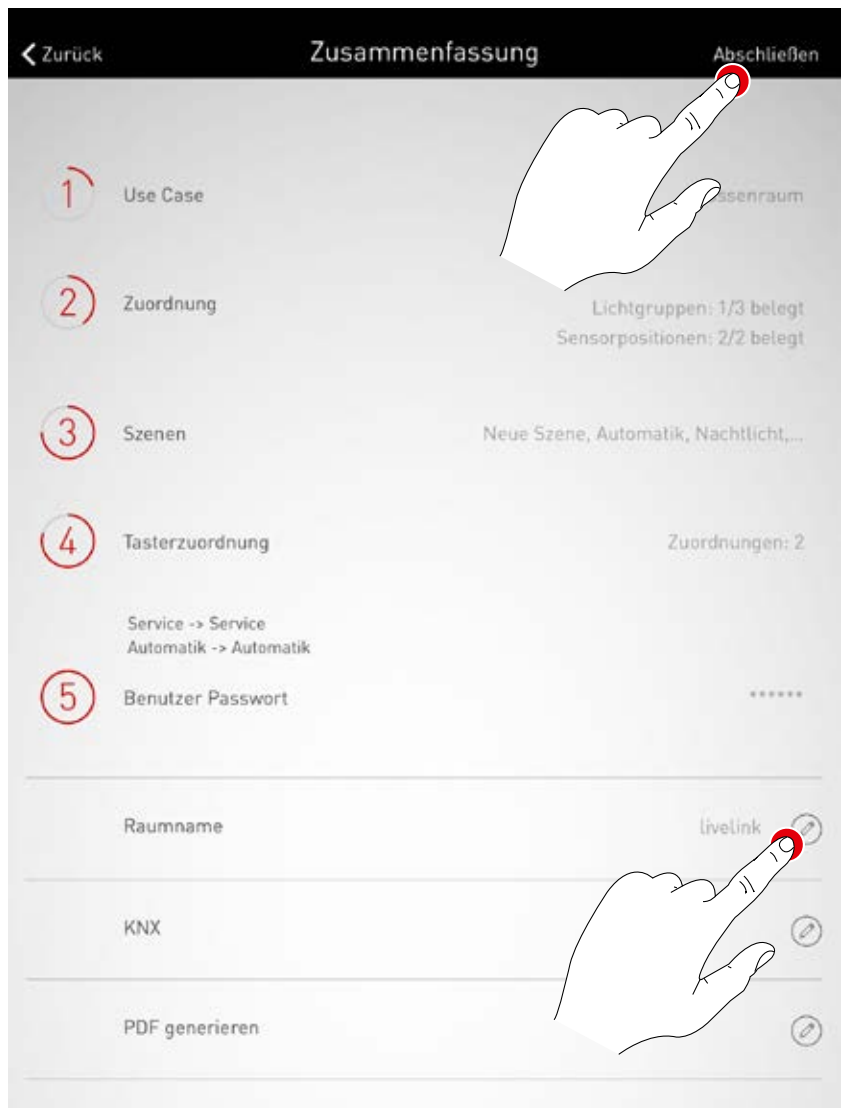 Zurück Zusammenfassung Abschließen
1 Use Case
2 Zuordnung Lichtgruppen: 1/3 belegt
Sensorpositionen: 2/2 belegt
3 Szenen Neue Szene, Automatik, Nachtlicht,...
4 Tasterzuordnung Zuordnungen: 2
Service -> Service
Automatik -> Automatik
5 Benutzer Passwort ••••••
Raumname livelink
KNX
PDF generieren